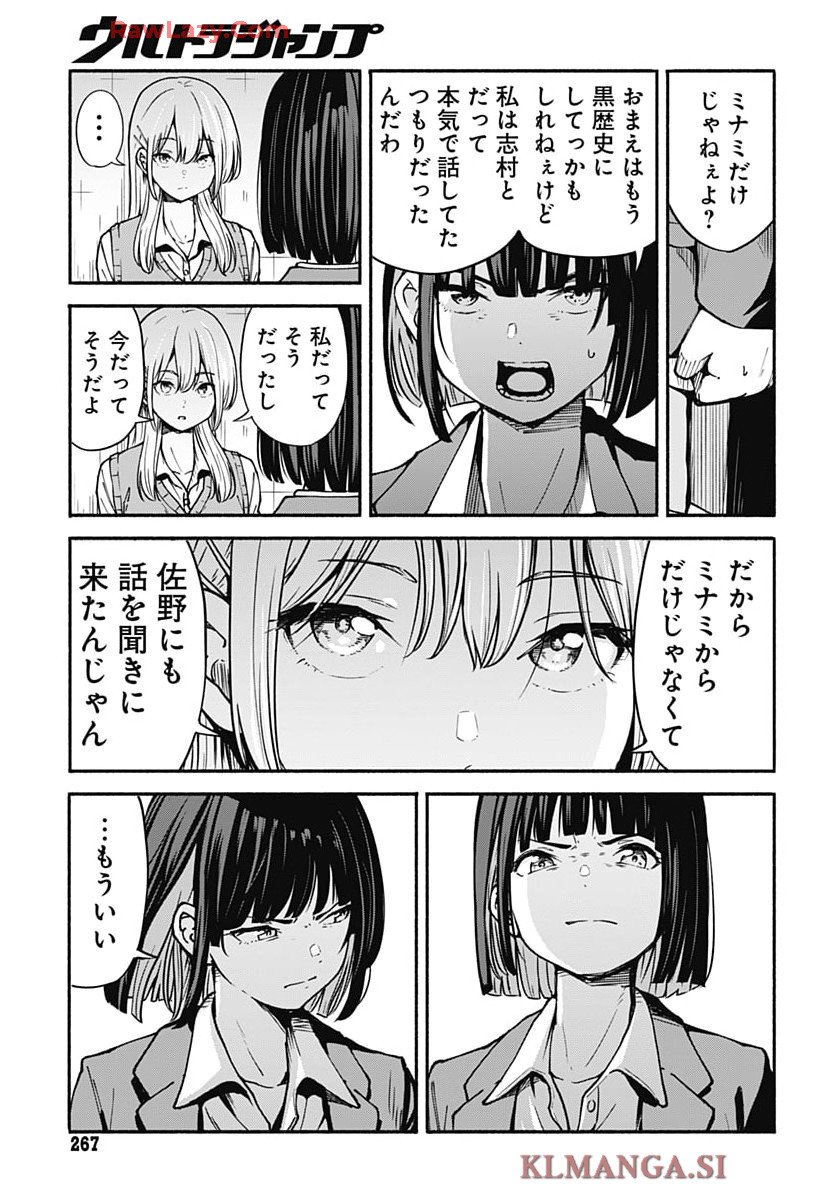 ウルトラジャンプ
RawLazy.Com
ミナミだけ
じゃねぇよ？
おまえはもう
黒歴史に
してっかも
しれねぇけど
私は志村と
だって
本気で話してた
つもりだった
んだわ
…
私だって
そう
だったし
今だって
そうだよ
だから
ミナミから
だけじゃなくて
佐野にも
話を聞きに
来たんじゃん
…もういい
267
KLMANGA.SI